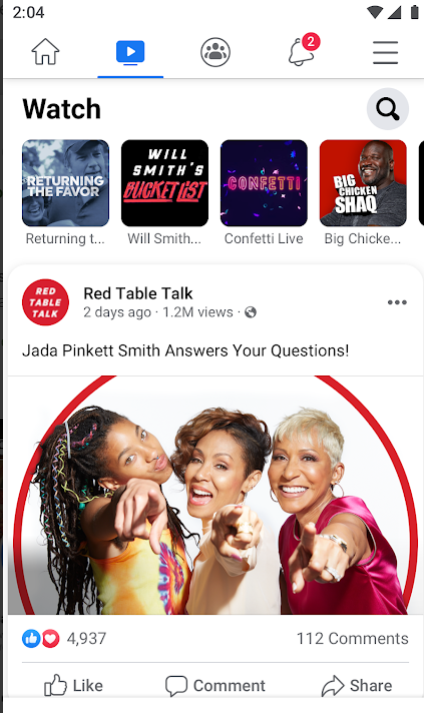 2:04
2
Watch
RETURNING
THE FAVOR
WILL
SMITH'S
BUCKET LIST
CONFETTI
BIG
CHICKEN
SHAQ
Returning t...
Will Smith...
Confetti Live
Big Chicke...
RED
TABLE
TALK
Red Table Talk
2 days ago · 1.2M views ·
Jada Pinkett Smith Answers Your Questions!
4,937
112 Comments
Like
Comment
Share